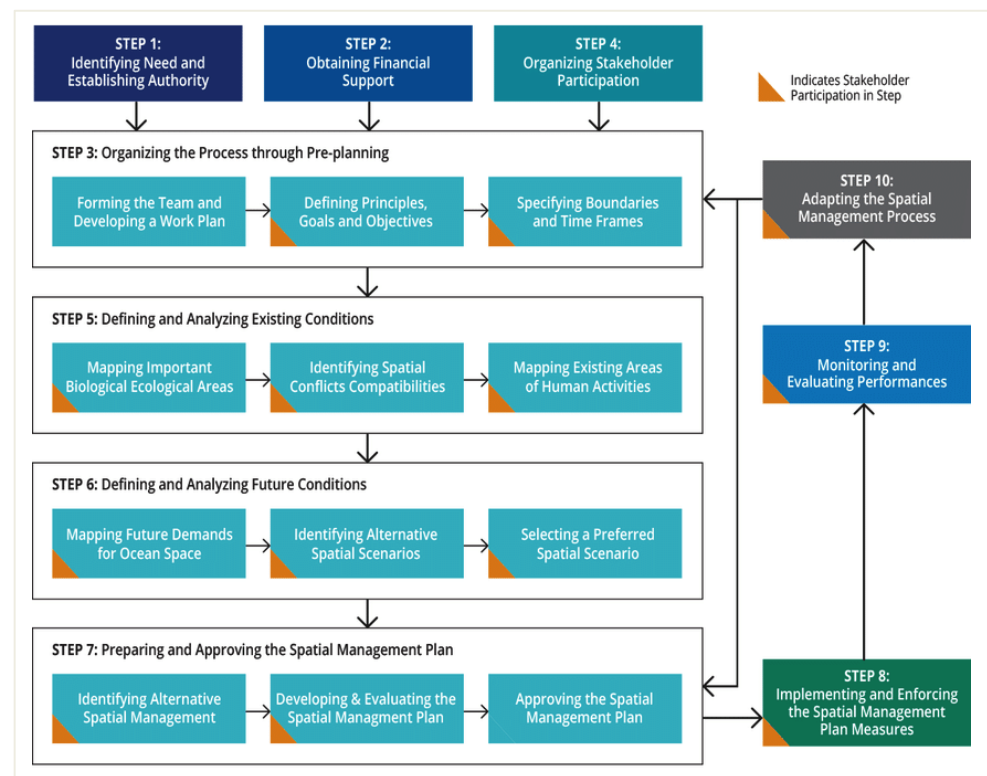 STEP 1:
Identifying Need and
Establishing Authority
STEP 2:
Obtaining Financial
Support
STEP 4:
Organizing Stakeholder
Participation
Indicates Stakeholder
Participation in Step
STEP 3: Organizing the Process through Pre-planning
Forming the Team and
Developing a Work Plan
Defining Principles,
Goals and Objectives
Specifying Boundaries
and Time Frames
STEP 10:
Adapting the Spatial
Management Process
STEP 5: Defining and Analyzing Existing Conditions
Mapping Important
Biological Ecological Areas
Identifying Spatial
Conflicts Compatibilities
Mapping Existing Areas
of Human Activities
STEP 9:
Monitoring and
Evaluating Performances
STEP 6: Defining and Analyzing Future Conditions
Mapping Future Demands
for Ocean Space
Identifying Alternative
Spatial Scenarios
Selecting a Preferred
Spatial Scenario
STEP 7: Preparing and Approving the Spatial Management Plan
Identifying Alternative
Spatial Management
Developing & Evaluating the
Spatial Managment Plan
Approving the Spatial
Management Plan
STEP 8:
Implementing and Enforcing
the Spatial Management
Plan Measures